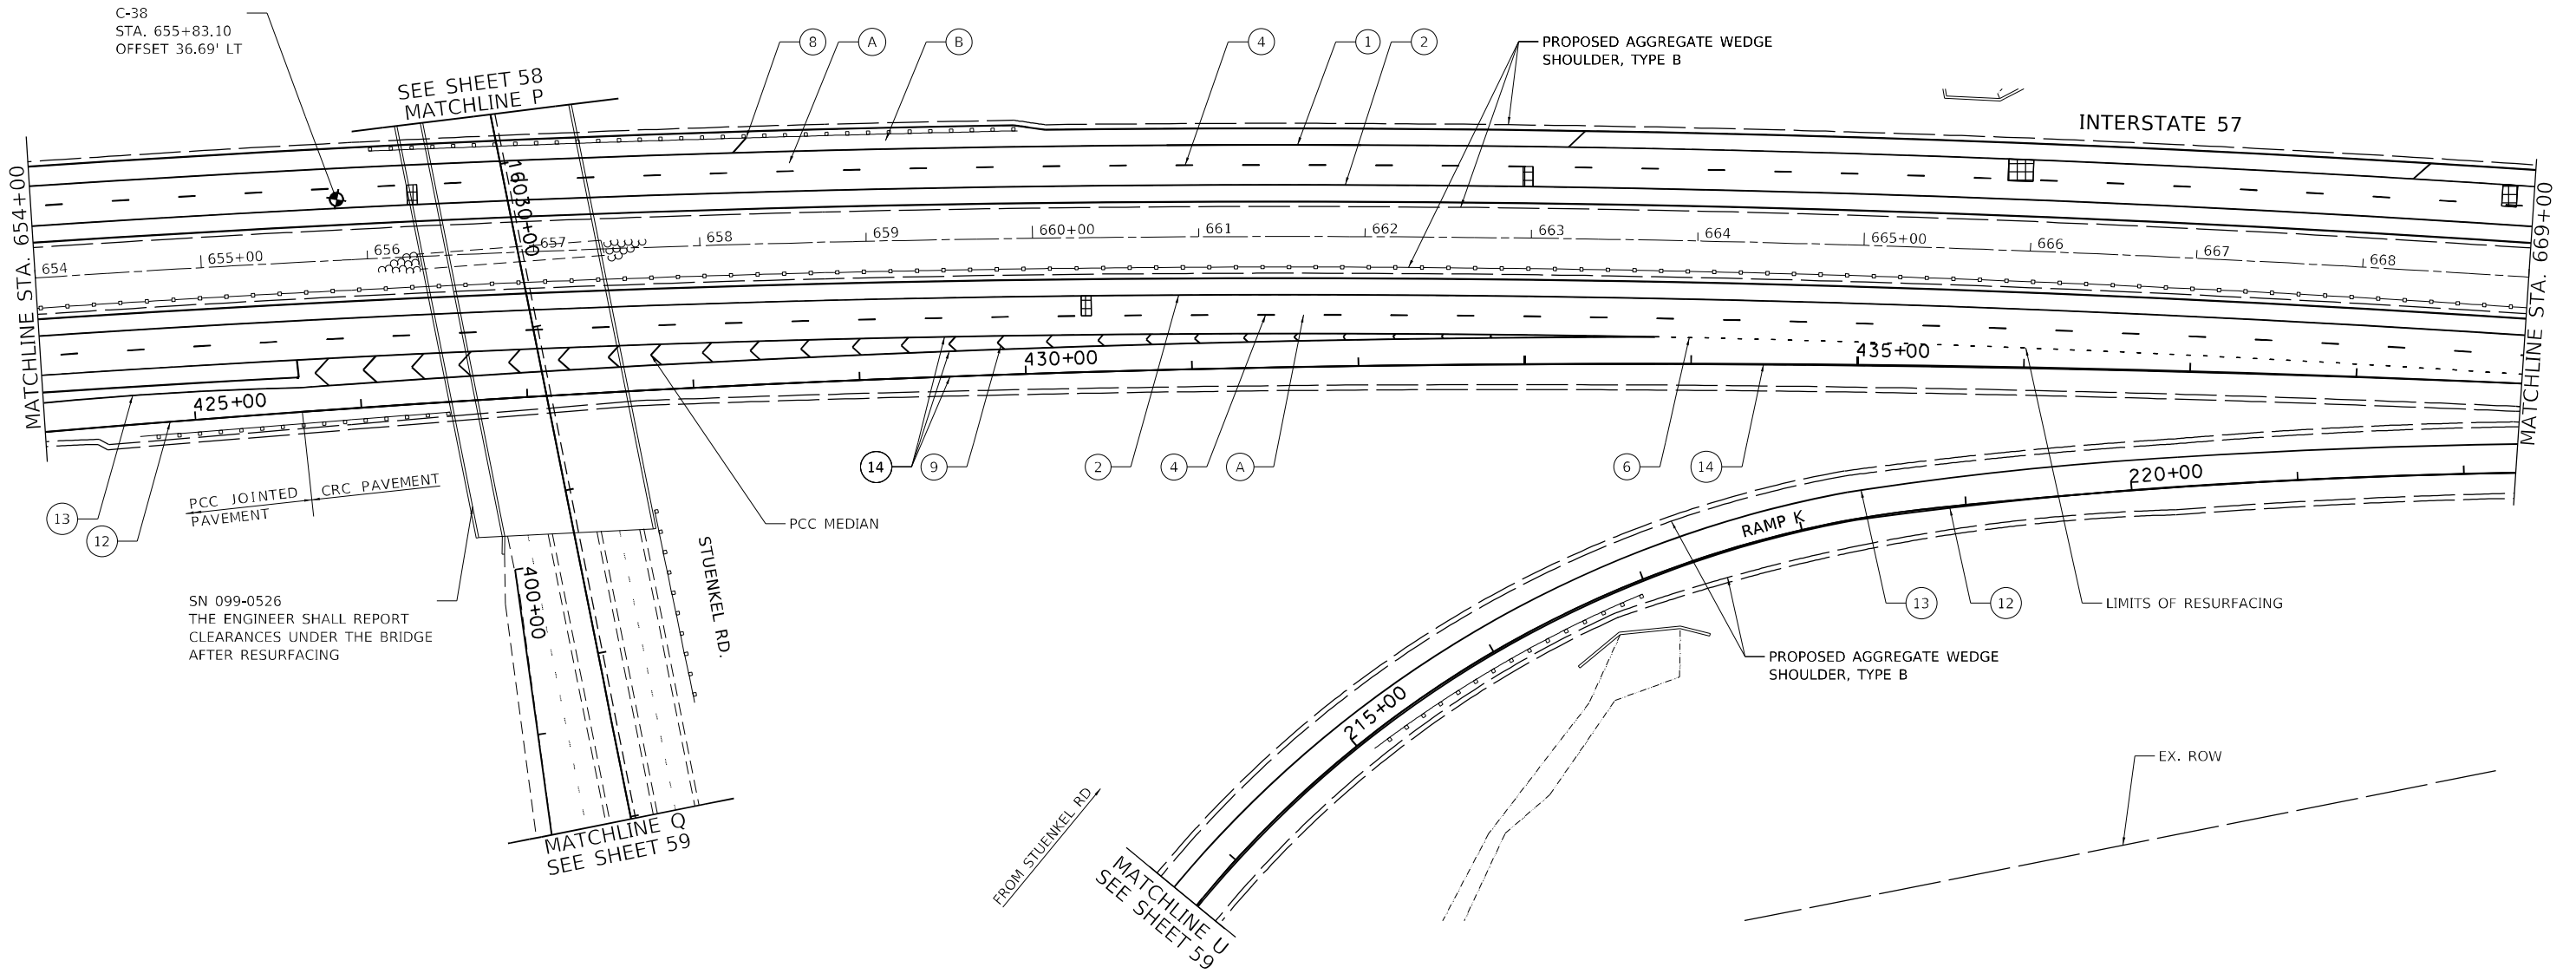 C-38
STA. 655+83.10
OFFSET 36.69' LT
8
A
B
4
1
2
PROPOSED AGGREGATE WEDGE
SHOULDER, TYPE B
SEE SHEET 58
MATCHLINE P
INTERSTATE 57
MATCHLINE STA. 654+00
MATCHLINE STA. 669+00
16030+00
654
655+00
656
657
658
659
660+00
661
662
663
664
665+00
666
667
668
425+00
430+00
435+00
14
9
2
4
A
6
14
220+00
13
12
PCC JOINTED
PAVEMENT
CRC PAVEMENT
PCC MEDIAN
RAMP K
STUENKEL RD.
400+00
SN 099-0526
THE ENGINEER SHALL REPORT
CLEARANCES UNDER THE BRIDGE
AFTER RESURFACING
13
12
LIMITS OF RESURFACING
PROPOSED AGGREGATE WEDGE
SHOULDER, TYPE B
215+00
EX. ROW
FROM STUENKEL RD
MATCHLINE Q
SEE SHEET 59
MATCHLINE U
SEE SHEET 59